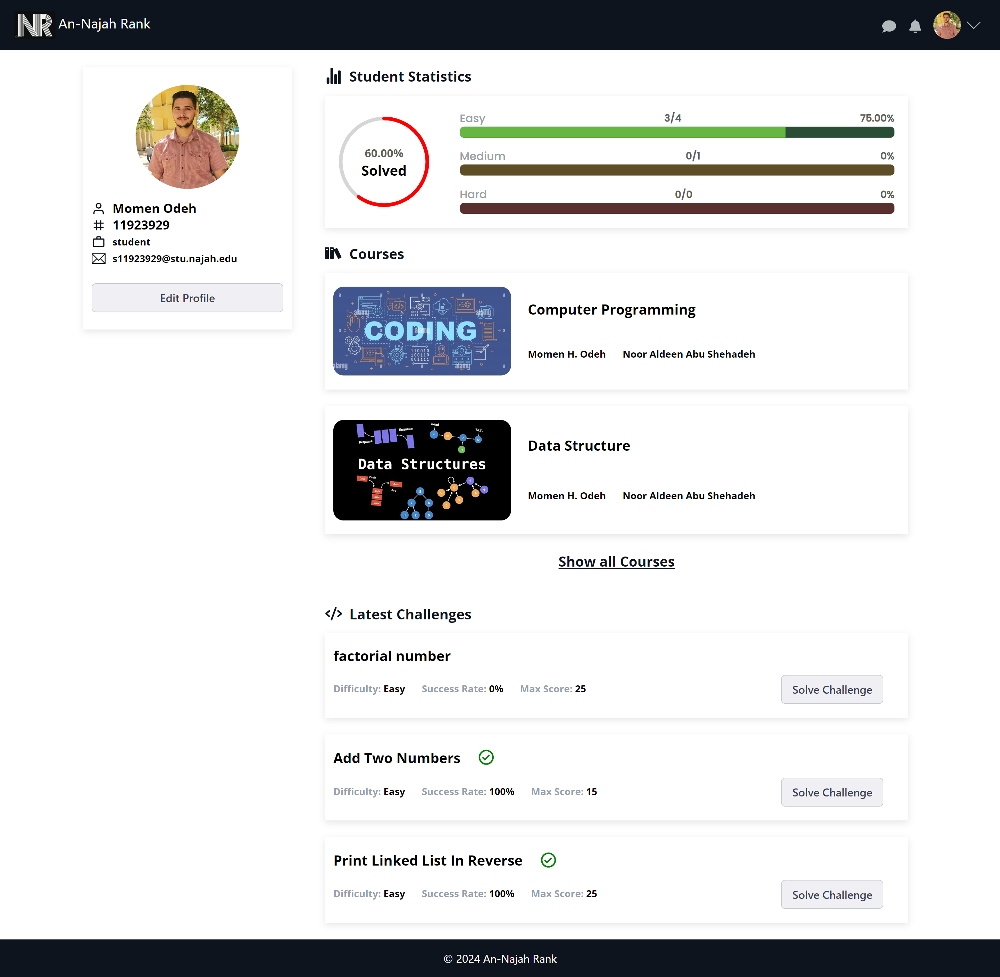 NR An-Najah Rank
Student Statistics
60.00%
Solved
Easy 3/4 75.00%
Medium 0/1 0%
Hard 0/0 0%
Momen Odeh
11923929
student
s11923929@stu.najah.edu
Edit Profile
Courses
CODING
alamy
Computer Programming
Momen H. Odeh Noor Aldeen Abu Shehadeh
Enqueue
Dequeue
Head
Tail
Data Structures
Push
Pop
Data Structure
Momen H. Odeh Noor Aldeen Abu Shehadeh
Show all Courses
Latest Challenges
factorial number
Difficulty: Easy Success Rate: 0% Max Score: 25
Solve Challenge
Add Two Numbers
Difficulty: Easy Success Rate: 100% Max Score: 15
Solve Challenge
Print Linked List In Reverse
Difficulty: Easy Success Rate: 100% Max Score: 25
Solve Challenge
© 2024 An-Najah Rank